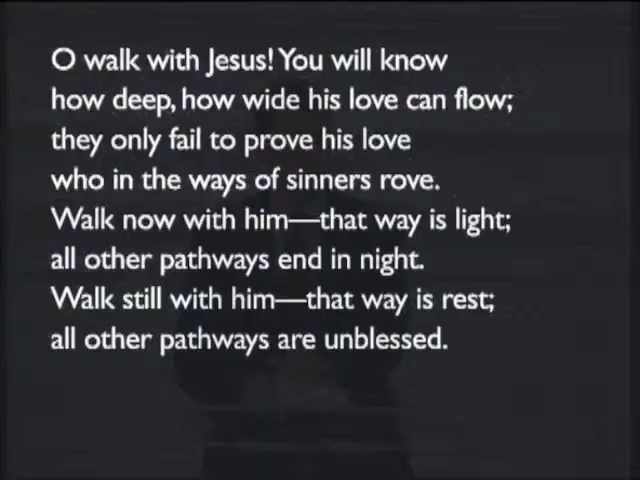 O walk with Jesus! You will know
how deep, how wide his love can flow;
they only fail to prove his love
who in the ways of sinners rove.
Walk now with him—that way is light;
all other pathways end in night.
Walk still with him—that way is rest;
all other pathways are unblessed.